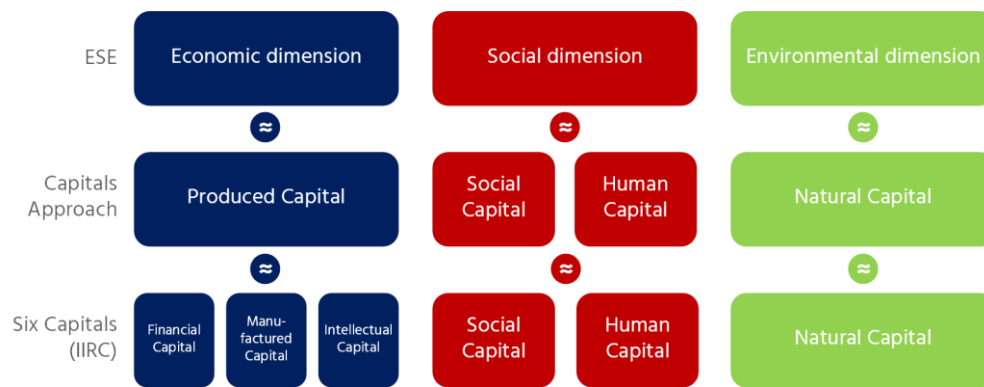 ESE
Economic dimension
Social dimension
Environmental dimension
≈
≈
≈
Capitals
Approach
Produced Capital
Social
Capital
Human
Capital
Natural Capital
≈
≈
≈
Six Capitals
(IIRC)
Financial
Capital
Manu-
factured
Capital
Intellectual
Capital
Social
Capital
Human
Capital
Natural Capital